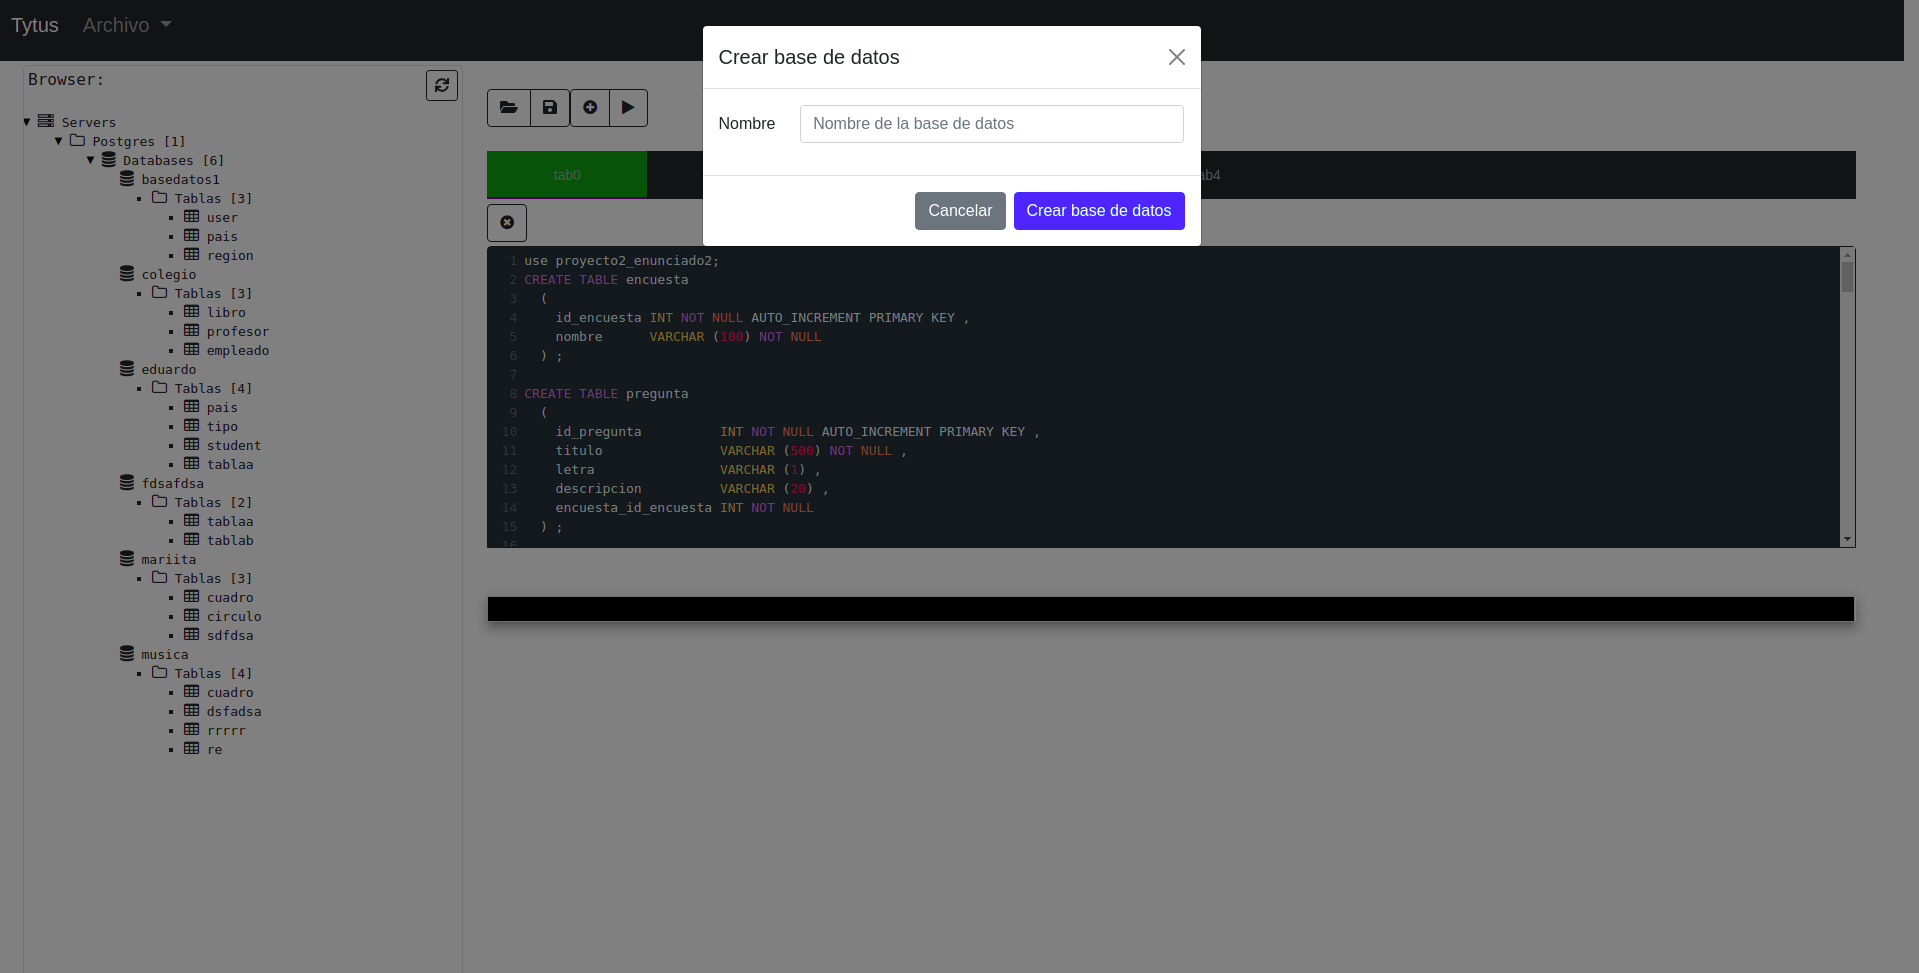 Tytus Archivo
Crear base de datos
Nombre Nombre de la base de datos
Cancelar Crear base de datos
Browser:
Servers
Postgres [1]
Databases [6]
basedatos1
Tablas [3]
user
pais
region
colegio
Tablas [3]
libro
profesor
empleado
eduardo
Tablas [4]
pais
tipo
student
tablaa
fdsafdsa
Tablas [2]
tablaa
tablab
mariita
Tablas [3]
cuadro
circulo
sdfdsa
musica
Tablas [4]
cuadro
dsfadsa
rrrrr
re
tab0 ab4
1 use proyecto2_enunciado2;
2 CREATE TABLE encuesta
3 (
4 id_encuesta INT NOT NULL AUTO_INCREMENT PRIMARY KEY ,
5 nombre VARCHAR (100) NOT NULL
6 ) ;
7
8 CREATE TABLE pregunta
9 (
10 id_pregunta INT NOT NULL AUTO_INCREMENT PRIMARY KEY ,
11 titulo VARCHAR (500) NOT NULL ,
12 letra VARCHAR (1) ,
13 descripcion VARCHAR (20) ,
14 encuesta_id_encuesta INT NOT NULL
15 ) ;
16